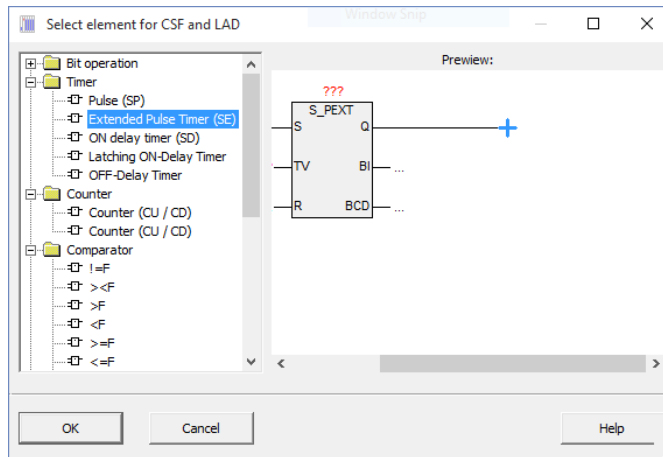 Window Snip
Select element for CSF and LAD
Bit operation
Timer
Pulse (SP)
Extended Pulse Timer (SE)
ON delay timer (SD)
Latching ON-Delay Timer
OFF-Delay Timer
Counter
Counter (CU / CD)
Counter (CU / CD)
Comparator
!=F
><F
>F
<F
>=F
<=F
Prewiew:
???
S_PEXT
S Q
TV BI ...
R BCD ...
OK Cancel Help